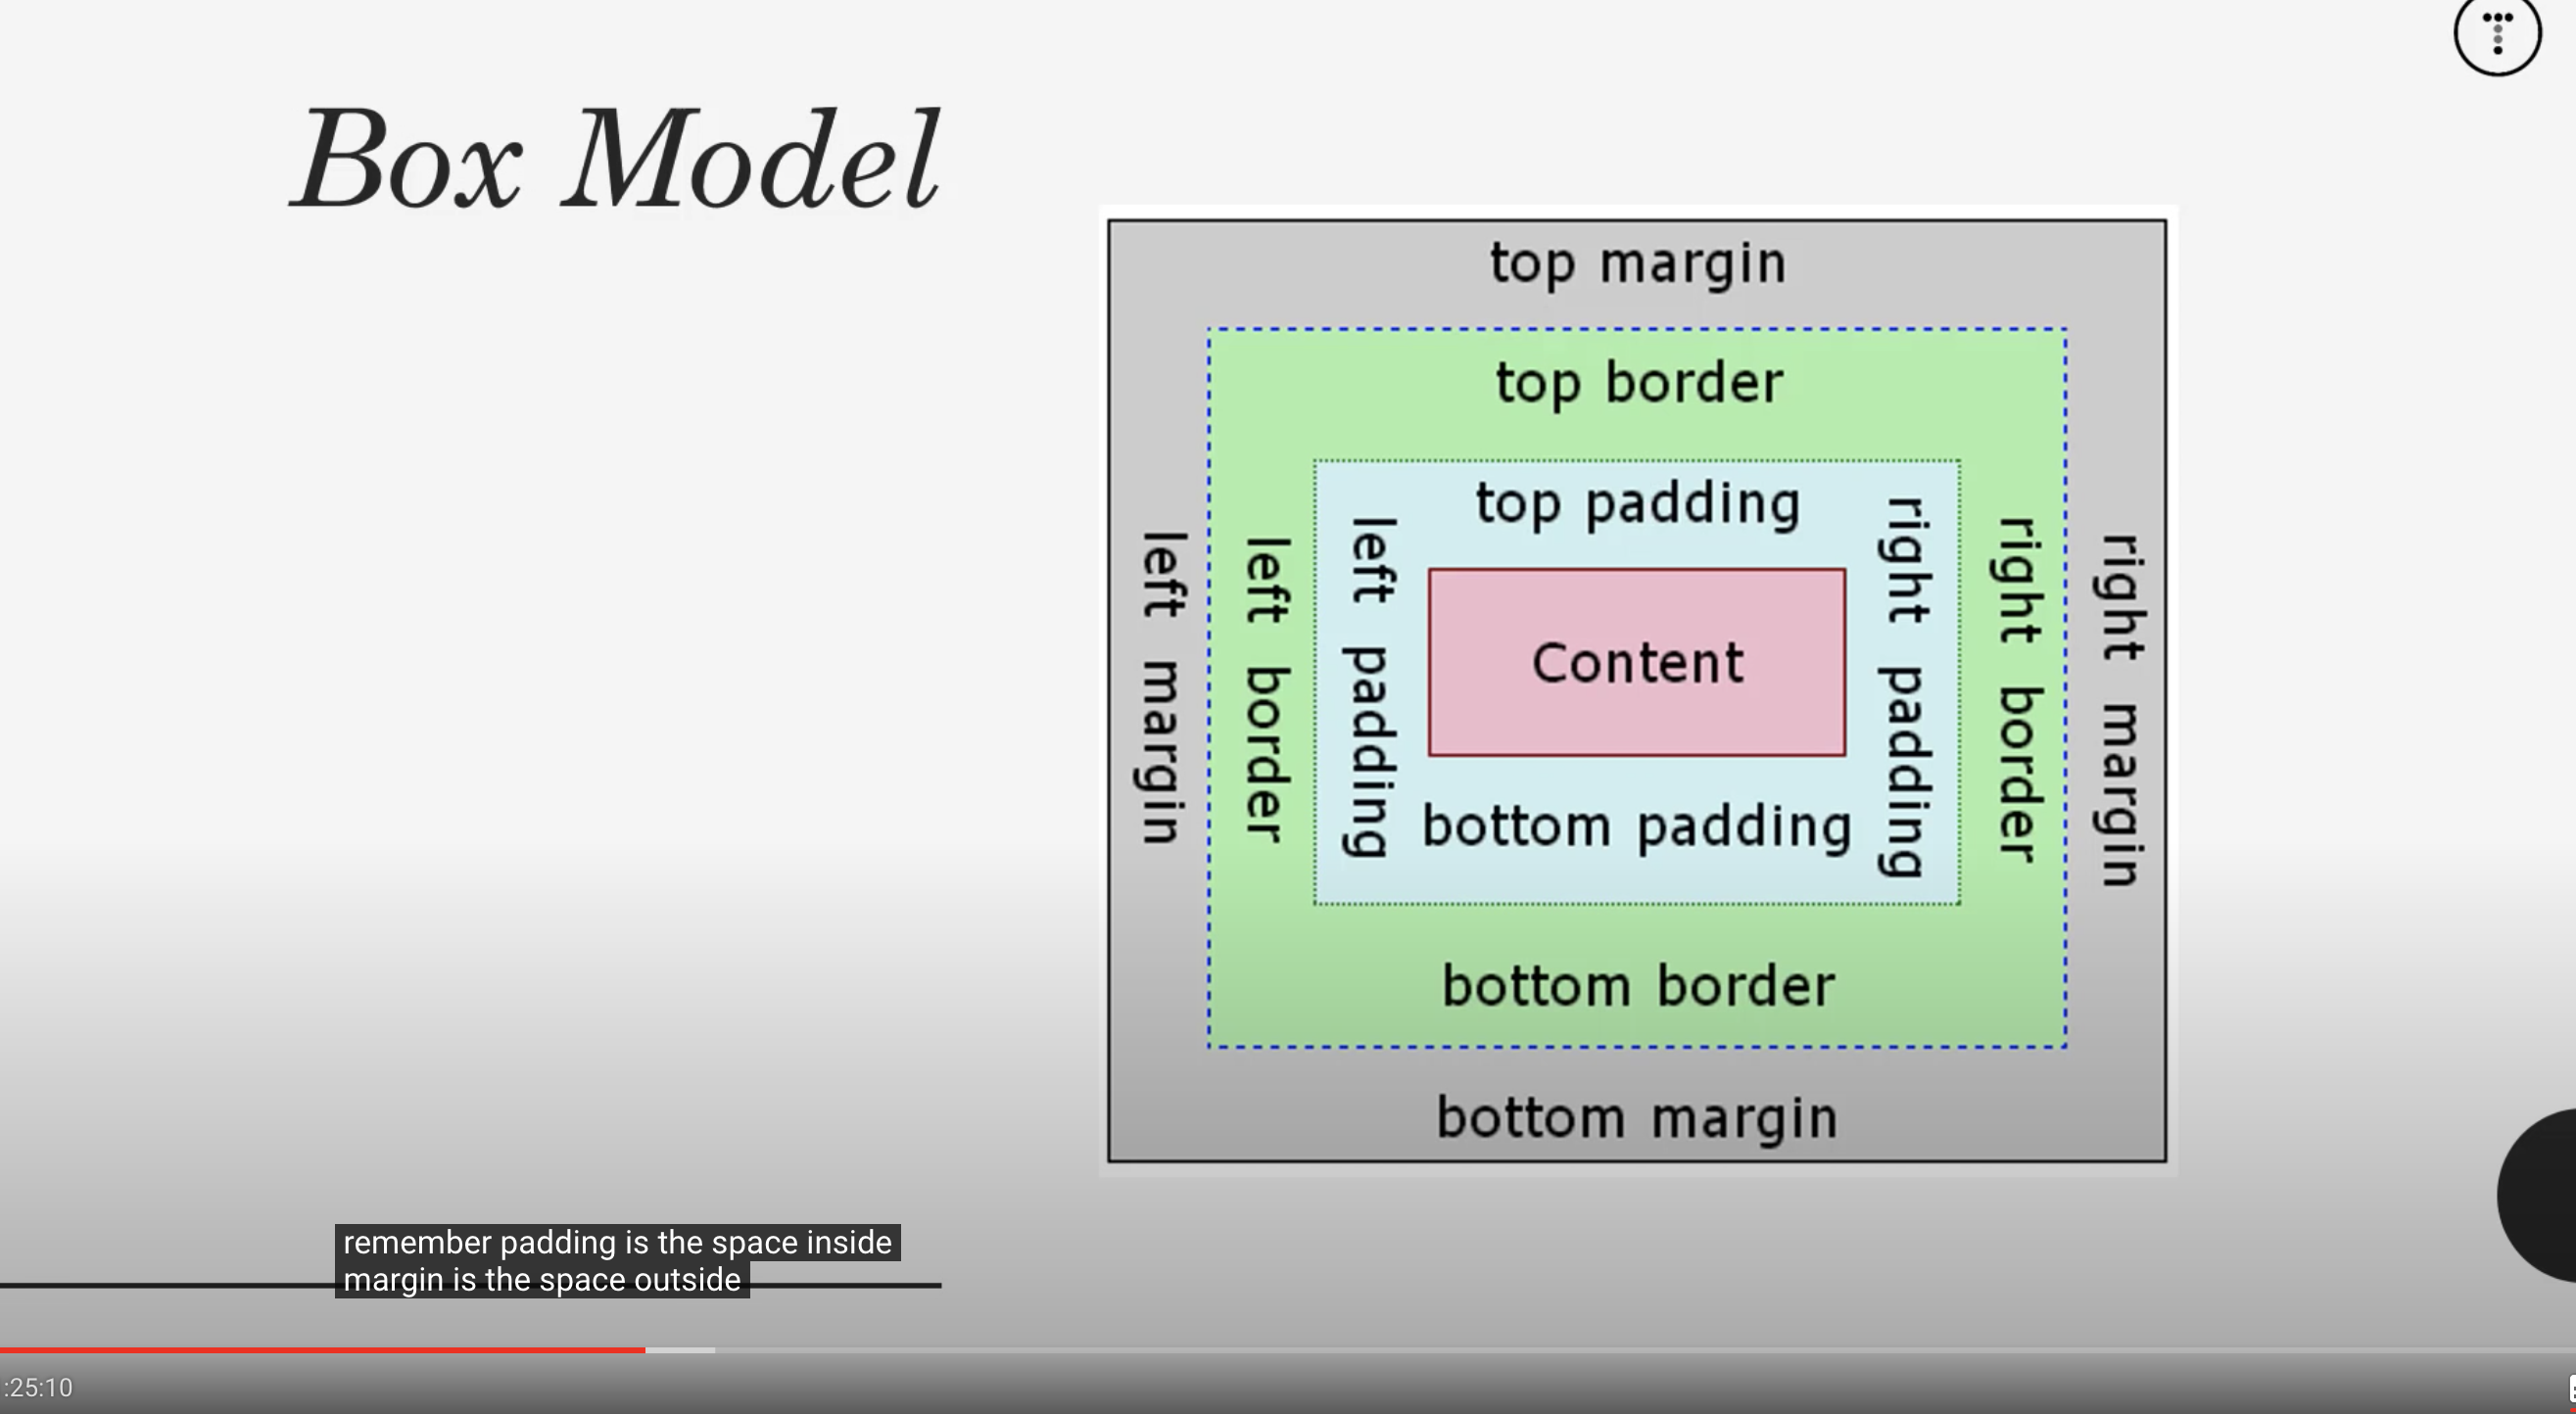 Box Model
top margin
top border
top padding
left margin
left border
left padding
Content
right padding
right border
right margin
bottom padding
bottom border
bottom margin
remember padding is the space inside
margin is the space outside
:25:10